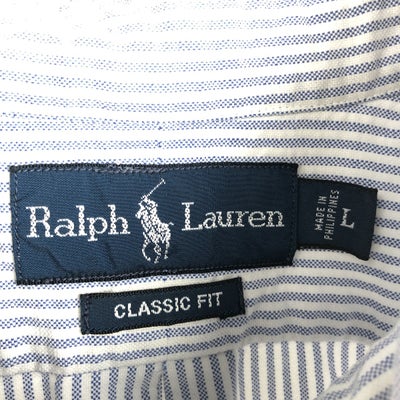 Ralph Lauren
MADE IN
PHILIPPINES
L
CLASSIC FIT